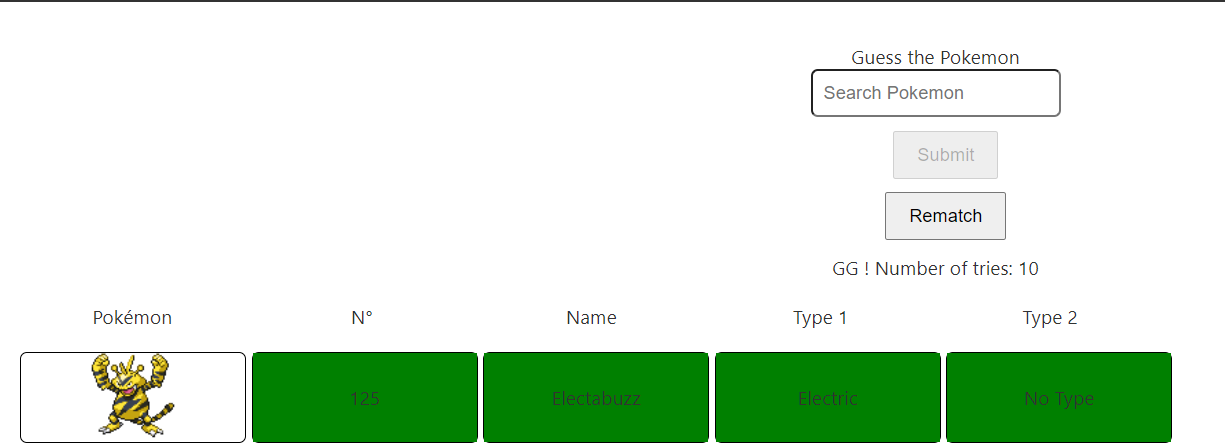 Guess the Pokemon
Search Pokemon
Submit
Rematch
GG ! Number of tries: 10
Pokémon N° Name Type 1 Type 2
125 Electabuzz Electric No Type